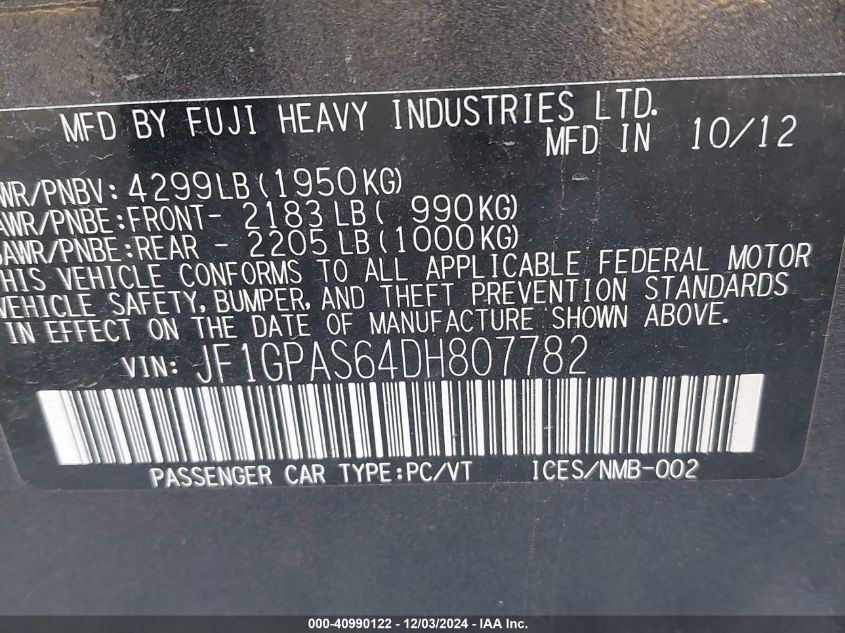 MFD BY FUJI HEAVY INDUSTRIES LTD.
MFD IN 10/12
WR/PNBV: 4299LB(1950KG)
AWR/PNBE:FRONT- 2183 LB( 990KG)
AWR/PNBE:REAR - 2205 LB(1000KG)
THIS VEHICLE CONFORMS TO ALL APPLICABLE FEDERAL MOTOR
VEHICLE SAFETY, BUMPER, AND THEFT PREVENTION STANDARDS
IN EFFECT ON THE DATE OF MANUFACTURE SHOWN ABOVE.
VIN: JF1GPAS64DH807782
PASSENGER CAR TYPE:PC/VT ICES/NMB-002
000-40990122 - 12/03/2024 - IAA Inc.